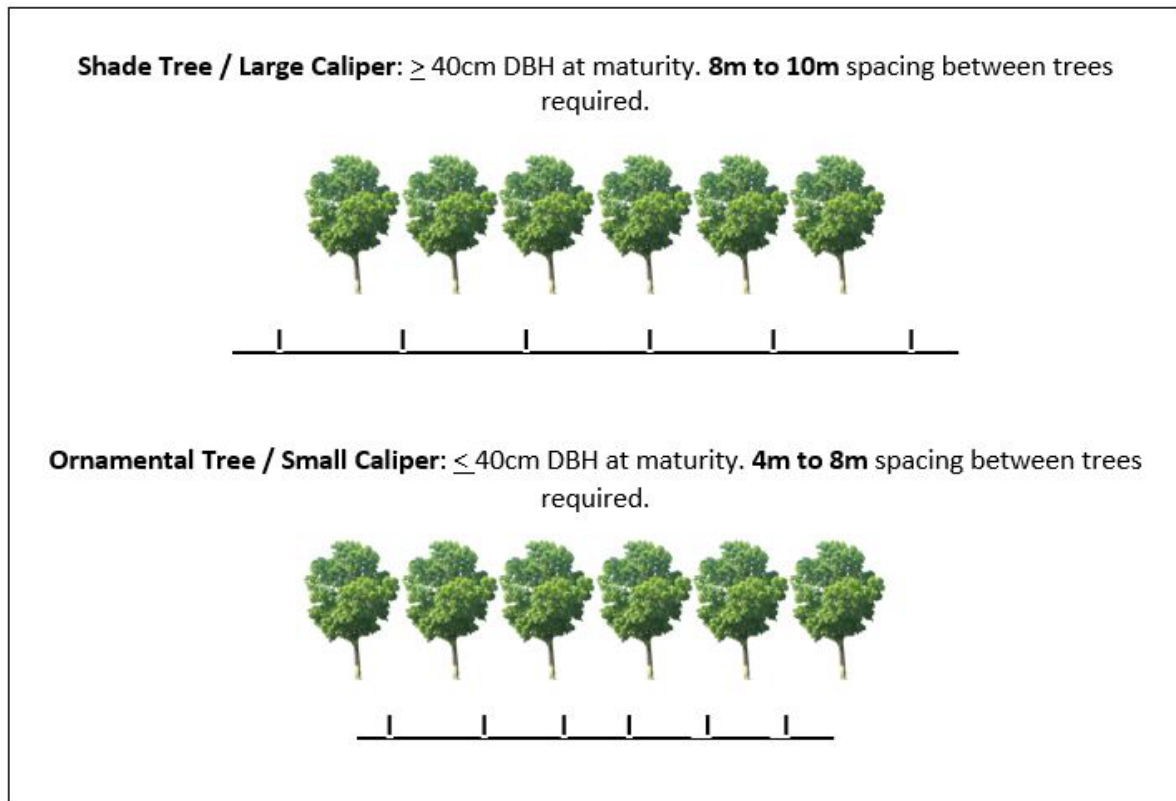 Shade Tree / Large Caliper: ≥ 40cm DBH at maturity. 8m to 10m spacing between trees
required.
Ornamental Tree / Small Caliper: ≤ 40cm DBH at maturity. 4m to 8m spacing between trees
required.